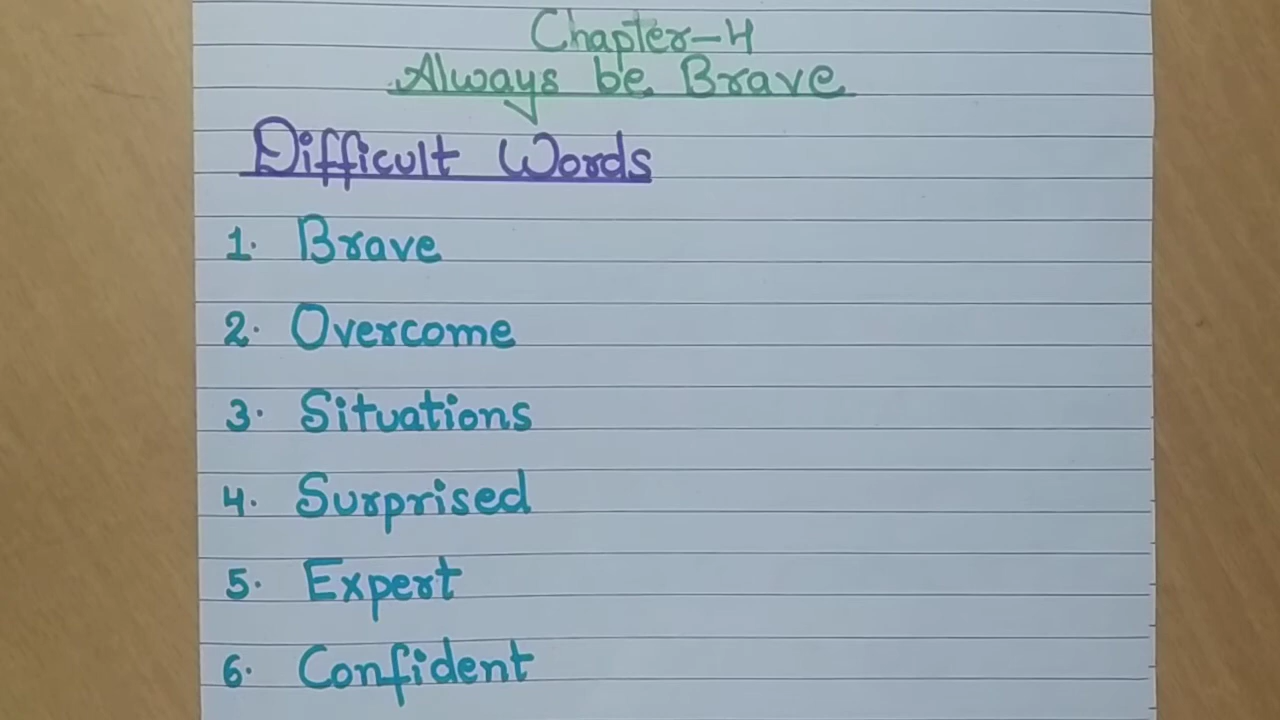 Chapter-4
Always be Brave
Difficult Words
1. Brave
2. Overcome
3. Situations
4. Surprised
5. Expert
6. Confident